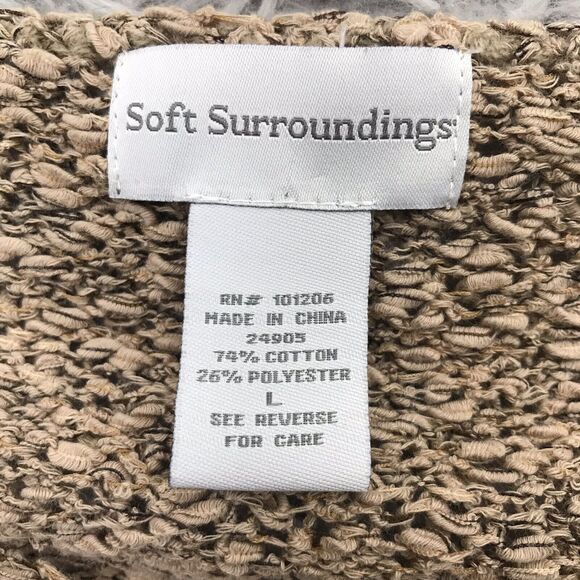 Soft Surroundings
RN# 101206
MADE IN CHINA
24905
74% COTTON
26% POLYESTER
L
SEE REVERSE
FOR CARE